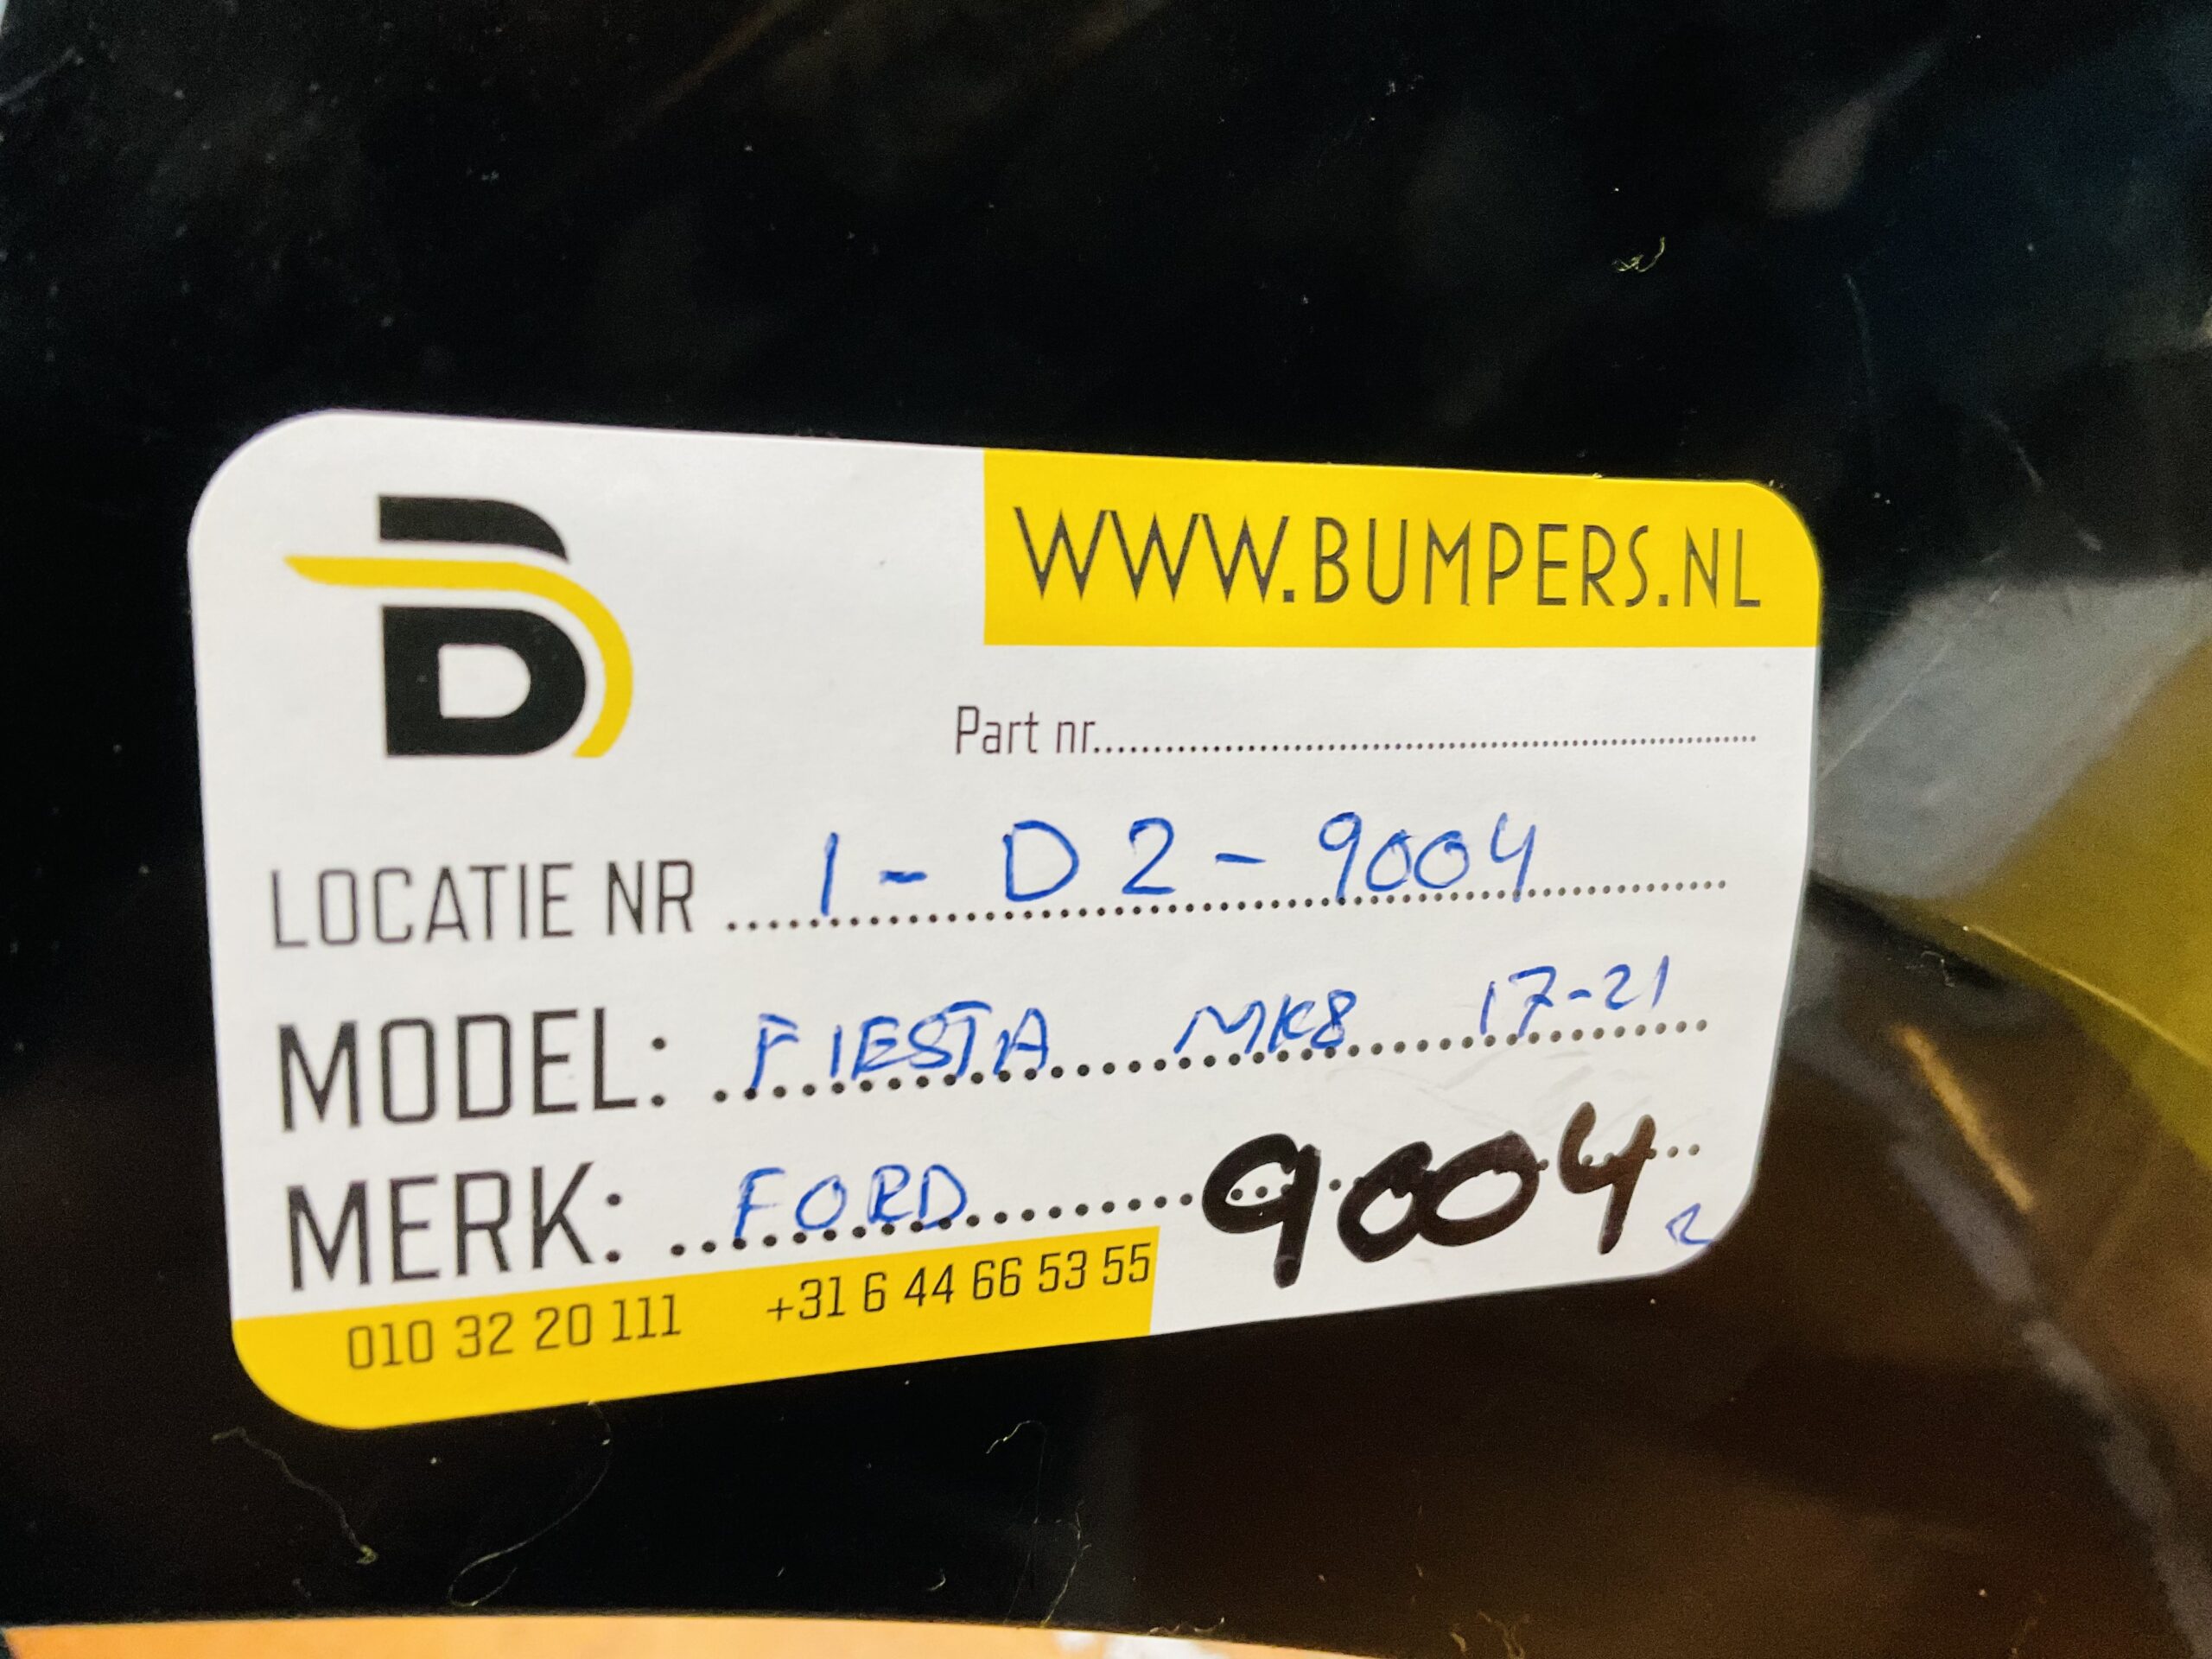 WWW.BUMPERS.NL
Part nr..........
LOCATIE NR 1 - D2 - 9004
MODEL: FIESTA MK8 17-21
MERK: FORD 9004
2
010 32 20 111 +31 6 44 66 53 55